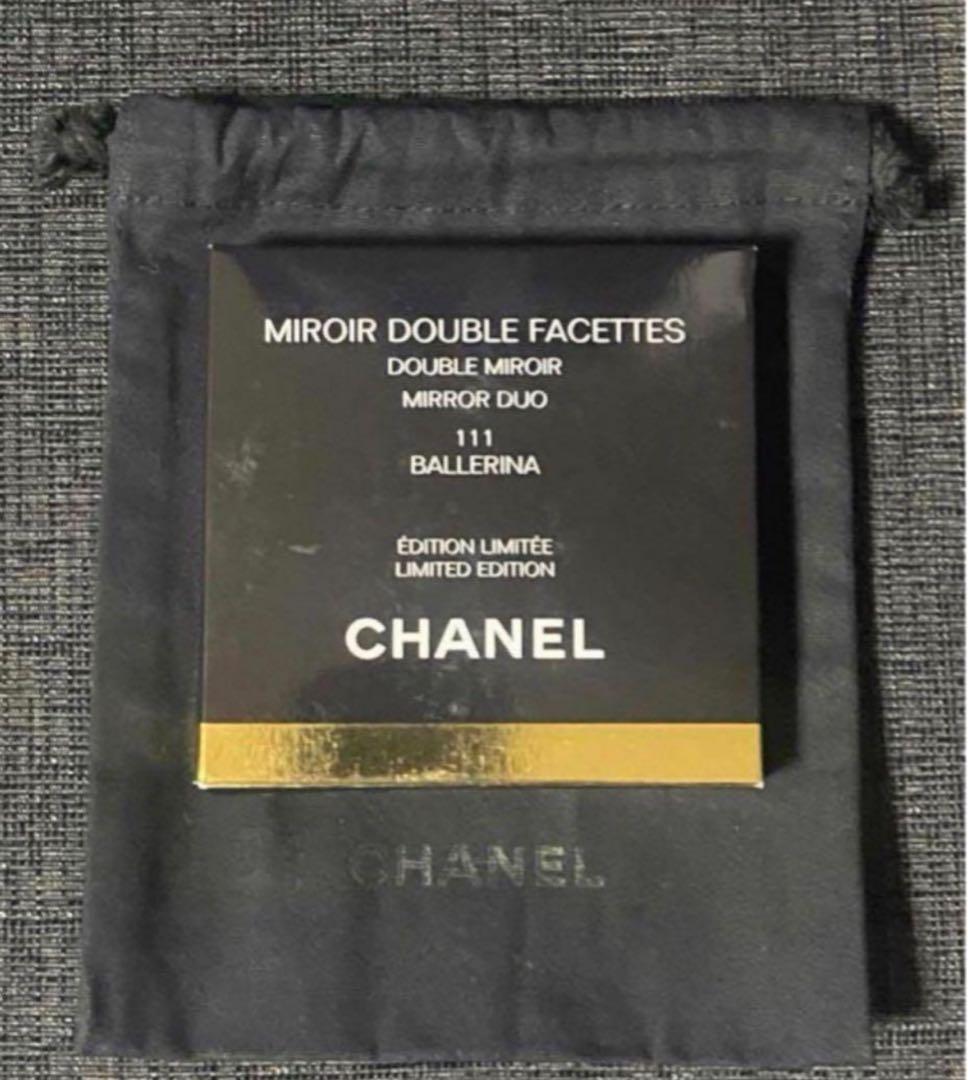 MIROIR DOUBLE FACETTES
DOUBLE MIROIR
MIRROR DUO
111
BALLERINA
ÉDITION LIMITÉE
LIMITED EDITION
CHANEL
CHANEL